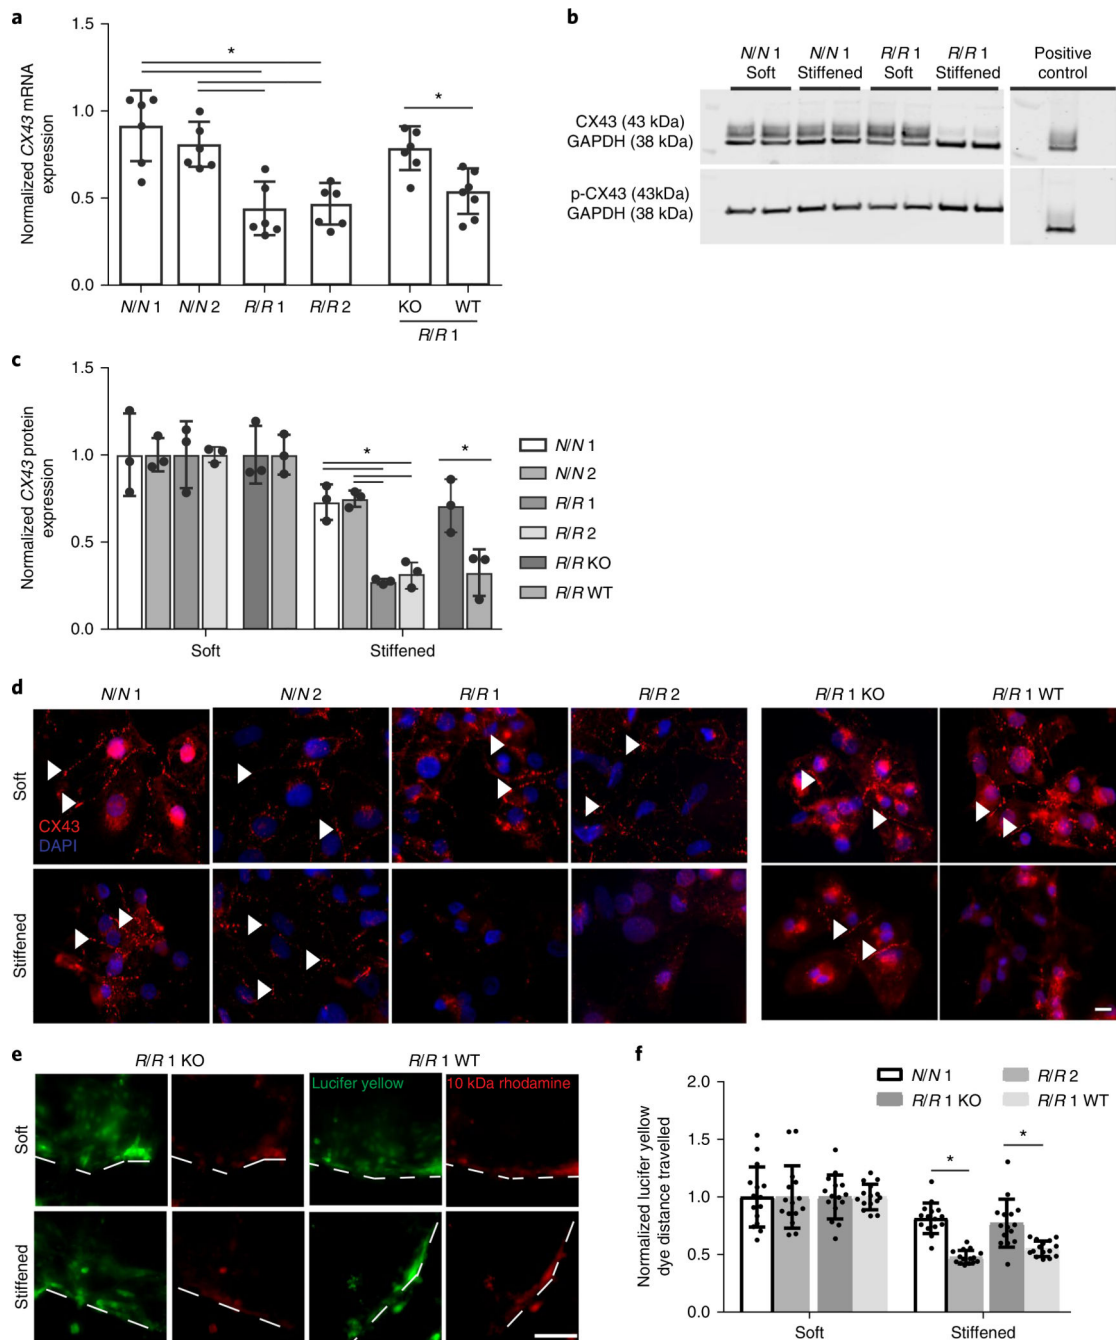 a
Normalized CX43 mRNA
expression
1.5
1.0
0.5
0.0
*
*
N/N 1
N/N 2
R/R 1
R/R 2
KO
WT
R/R 1
b
N/N 1
Soft
N/N 1
Stiffened
R/R 1
Soft
R/R 1
Stiffened
Positive
control
CX43 (43 kDa)
GAPDH (38 kDa)
p-CX43 (43kDa)
GAPDH (38 kDa)
c
Normalized CX43 protein
expression
1.5
1.0
0.5
0.0
*
*
Soft
Stiffened
N/N 1
N/N 2
R/R 1
R/R 2
R/R KO
R/R WT
d
N/N 1
N/N 2
R/R 1
R/R 2
R/R 1 KO
R/R 1 WT
Soft
CX43
DAPI
Stiffened
e
R/R 1 KO
R/R 1 WT
Soft
Lucifer yellow
10 kDa rhodamine
Stiffened
f
Normalized lucifer yellow
dye distance travelled
2.0
1.5
1.0
0.5
0.0
N/N 1
R/R 2
R/R 1 KO
R/R 1 WT
*
*
Soft
Stiffened